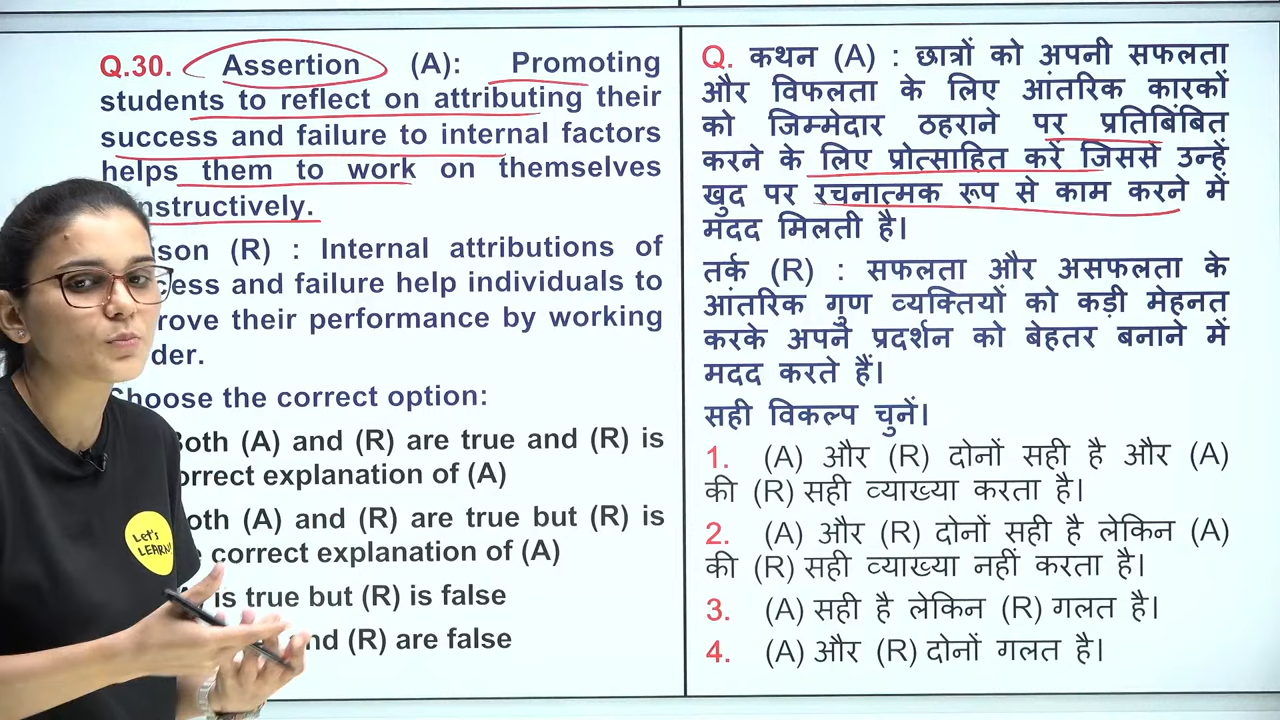 Q.30. Assertion (A): Promoting
students to reflect on attributing their
success and failure to internal factors
helps them to work on themselves
nstructively.
son (R) : Internal attributions of
cess and failure help individuals to
rove their performance by working
der.
Choose the correct option:
Both (A) and (R) are true and (R) is
orrect explanation of (A)
oth (A) and (R) are true but (R) is
correct explanation of (A)
is true but (R) is false
nd (R) are false
Let's
LEARN!
Q. कथन (A) : छात्रों को अपनी सफलता
और विफलता के लिए आंतरिक कारकों
को जिम्मेदार ठहराने पर प्रतिबिंबित
करने के लिए प्रोत्साहित करें जिससे उन्हें
खुद पर रचनात्मक रूप से काम करने में
मदद मिलती है।
तर्क (R) : सफलता और असफलता के
आंतरिक गुण व्यक्तियों को कड़ी मेहनत
करके अपने प्रदर्शन को बेहतर बनाने में
मदद करते हैं।
सही विकल्प चुनें।
1. (A) और (R) दोनों सही है और (A)
की (R) सही व्याख्या करता है।
2. (A) और (R) दोनों सही है लेकिन (A)
की (R) सही व्याख्या नहीं करता है।
3. (A) सही है लेकिन (R) गलत है।
4. (A) और (R) दोनों गलत है।